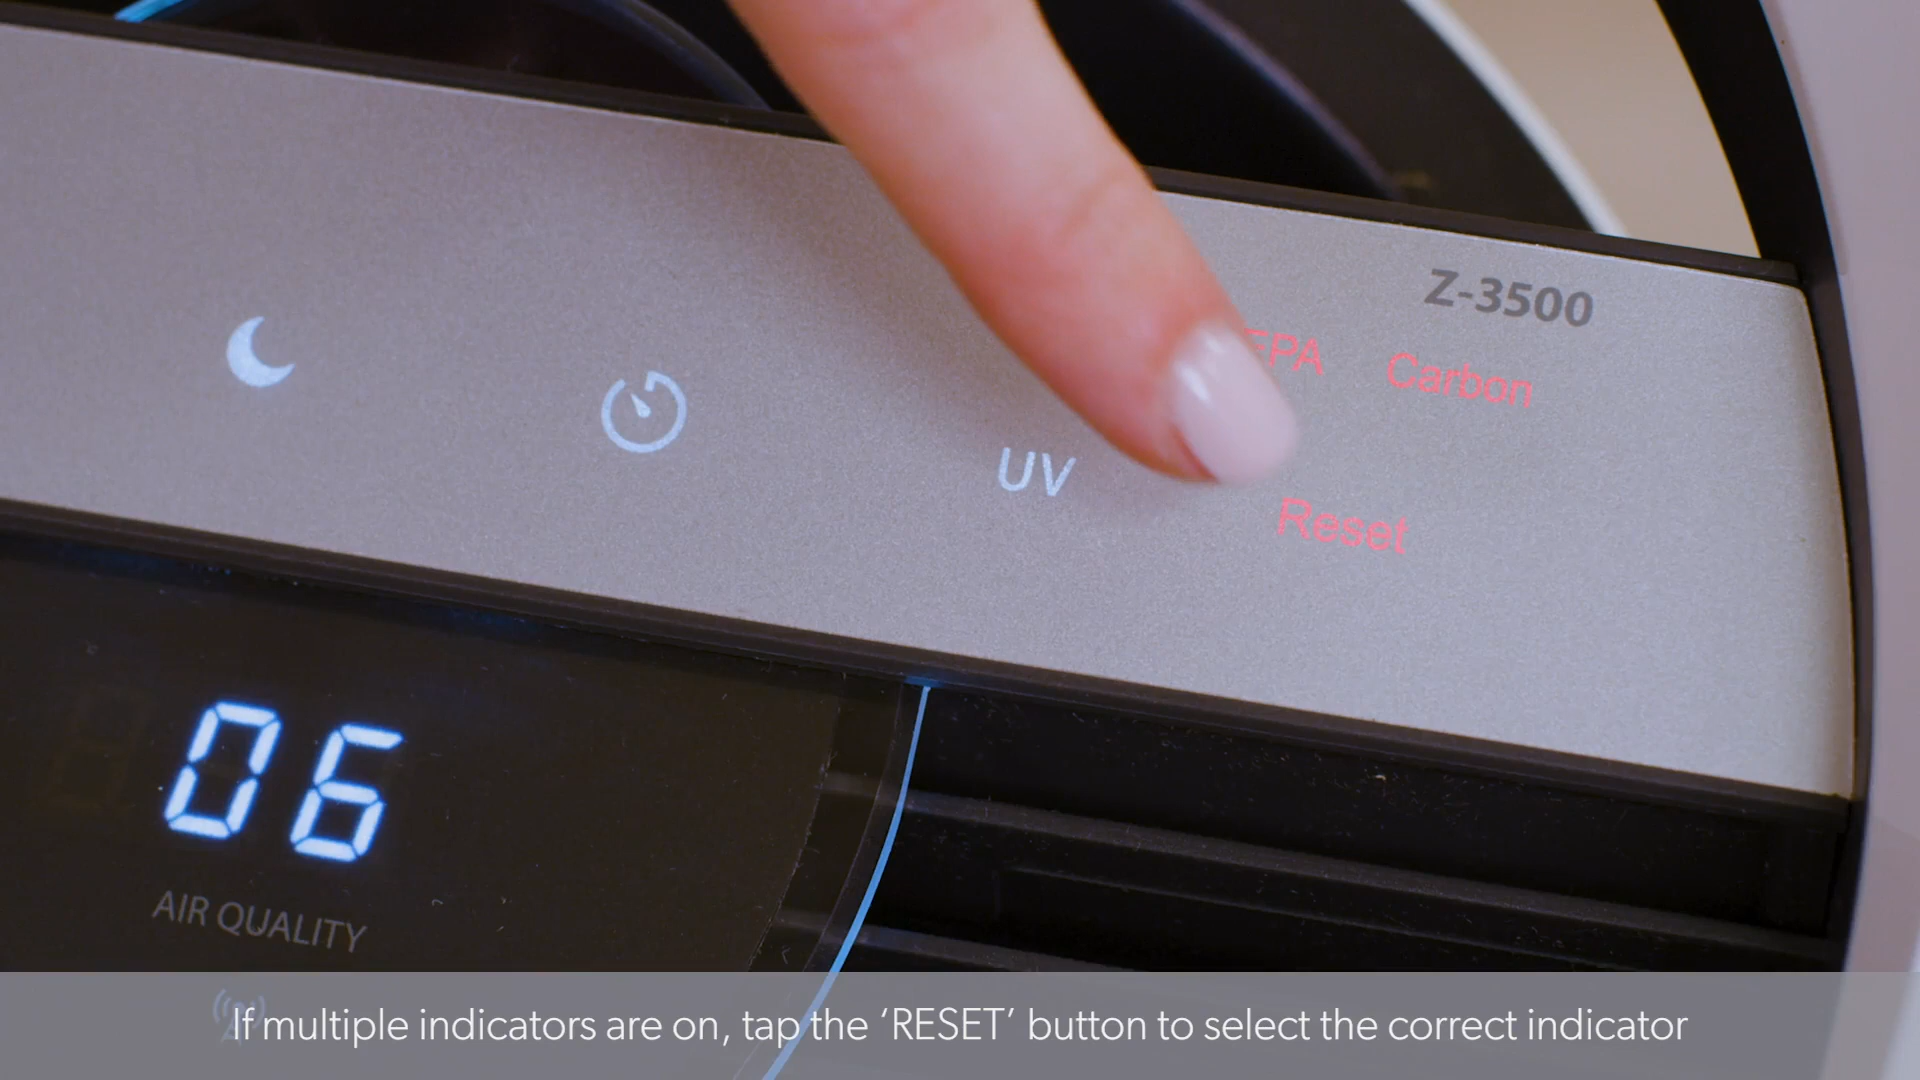 Z-3500
EPA Carbon
UV
Reset
06
AIR QUALITY
If multiple indicators are on, tap the ‘RESET’ button to select the correct indicator